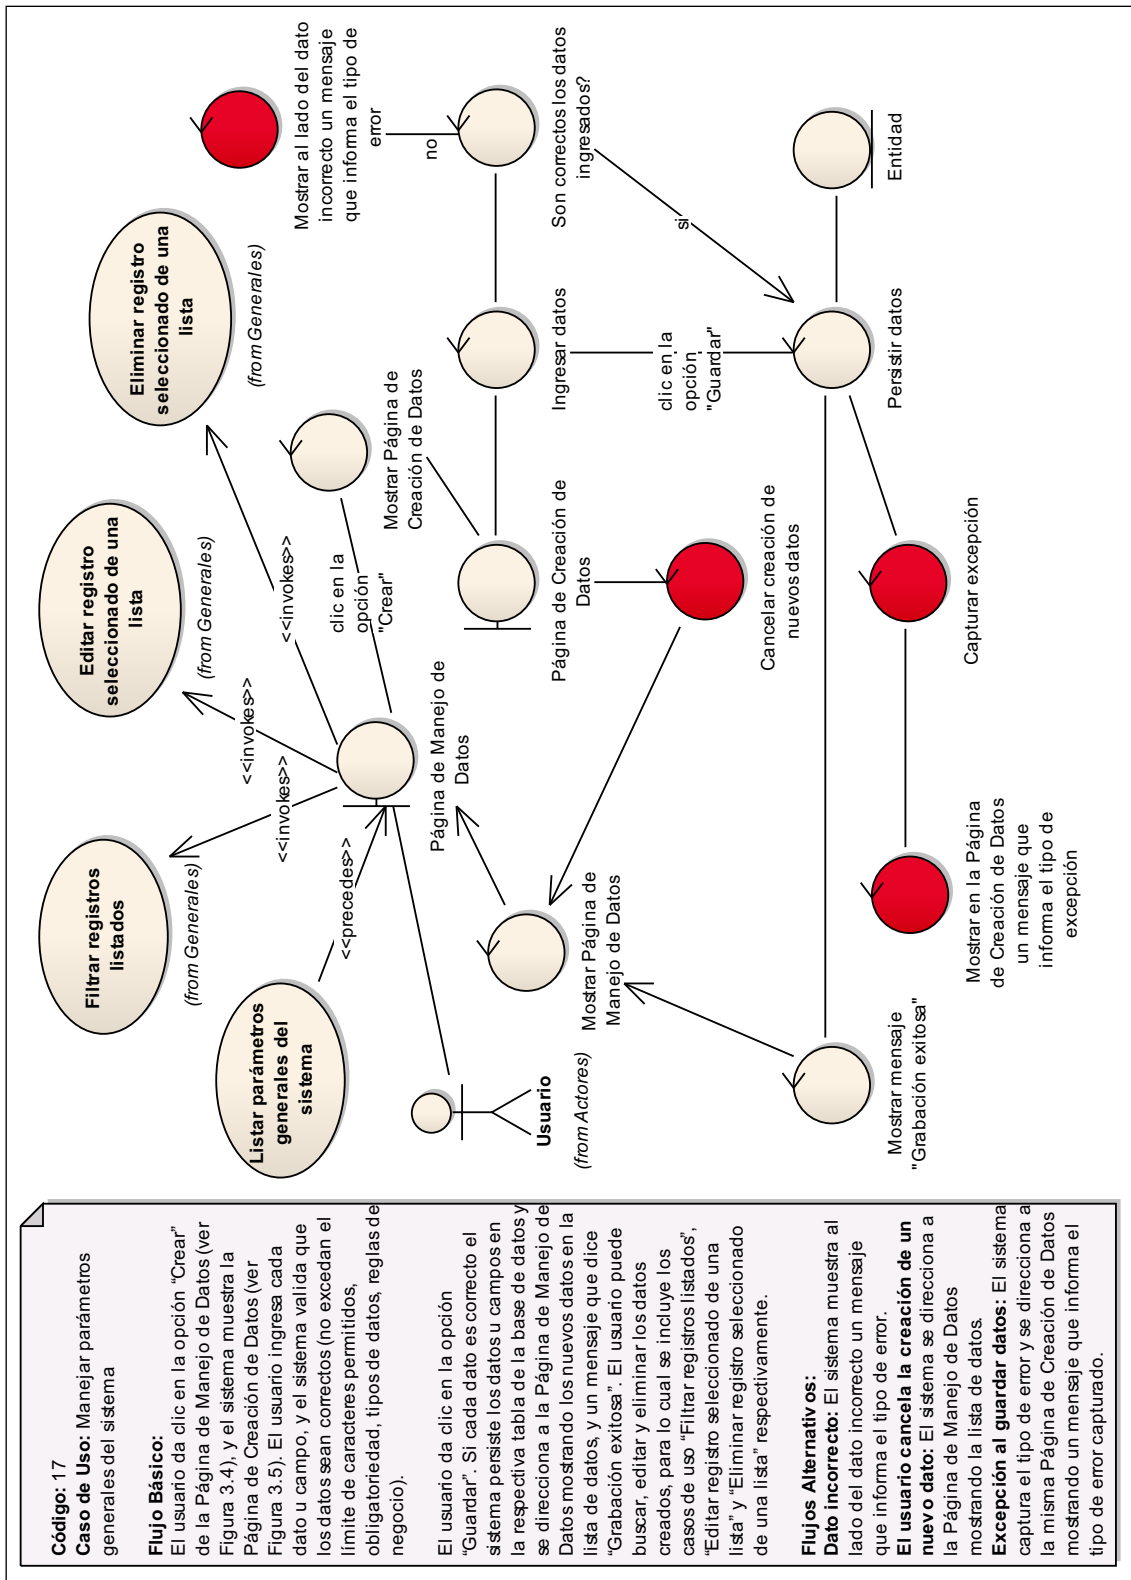 Código: 17
Caso de Uso: Manejar parámetros
generales del sistema
Flujo Básico:
El usuario da clic en la opción “Crear”
de la Página de Manejo de Datos (ver
Figura 3.4), y el sistema muestra la
Página de Creación de Datos (ver
Figura 3.5). El usuario ingresa cada
dato u campo, y el sistema valida que
los datos sean correctos (no excedan el
límite de caracteres permitidos,
obligatoriedad, tipos de datos, reglas de
negocio).
El usuario da clic en la opción
“Guardar”. Si cada dato es correcto el
sistema persiste los datos u campos en
la respectiva tabla de la base de datos y
se direcciona a la Página de Manejo de
Datos mostrando los nuevos datos en la
lista de datos, y un mensaje que dice
“Grabación exitosa”. El usuario puede
buscar, editar y eliminar los datos
creados, para lo cual se incluye los
casos de uso “Filtrar registros listados”,
“Editar registro seleccionado de una
lista” y “Eliminar registro seleccionado
de una lista” respectivamente.
Flujos Alternativos:
Dato incorrecto: El sistema muestra al
lado del dato incorrecto un mensaje
que informa el tipo de error.
El usuario cancela la creación de un
nuevo dato: El sistema se direcciona a
la Página de Manejo de Datos
mostrando la lista de datos.
Excepción al guardar datos: El sistema
captura el tipo de error y se direcciona a
la misma Página de Creación de Datos
mostrando un mensaje que informa el
tipo de error capturado.
Filtrar registros
listados
(from Generales)
Editar registro
seleccionado de una
lista
(from Generales)
Eliminar registro
seleccionado de una
lista
(from Generales)
Listar parámetros
generales del
sistema
<<precedes>>
<<invokes>>
<<invokes>>
<<invokes>>
Usuario
(from Actores)
Página de Manejo de
Datos
clic en la
opción
"Crear"
Mostrar Página de
Creación de Datos
Mostrar al lado del dato
incorrecto un mensaje
que informa el tipo de
error
no
Mostrar Página de
Manejo de Datos
Página de Creación de
Datos
Ingresar datos
Son correctos los datos
ingresados?
si
clic en la
opción
"Guardar"
Cancelar creación de
nuevos datos
Mostrar mensaje
"Grabación exitosa"
Persistir datos
Entidad
Mostrar en la Página
de Creación de Datos
un mensaje que
informa el tipo de
excepción
Capturar excepción